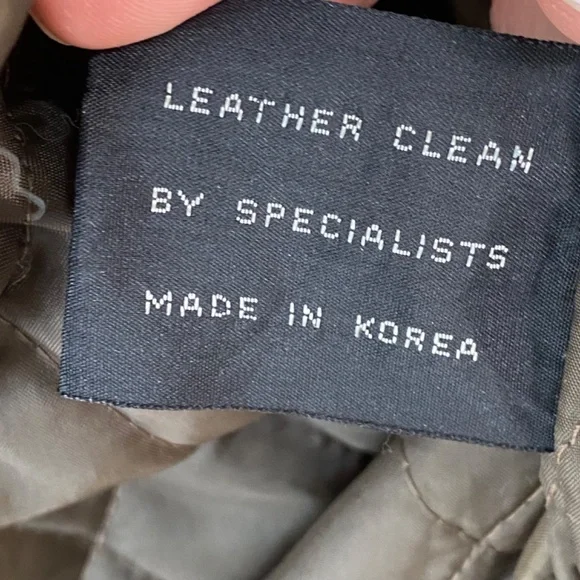 LEATHER CLEAN
BY SPECIALISTS
MADE IN KOREA